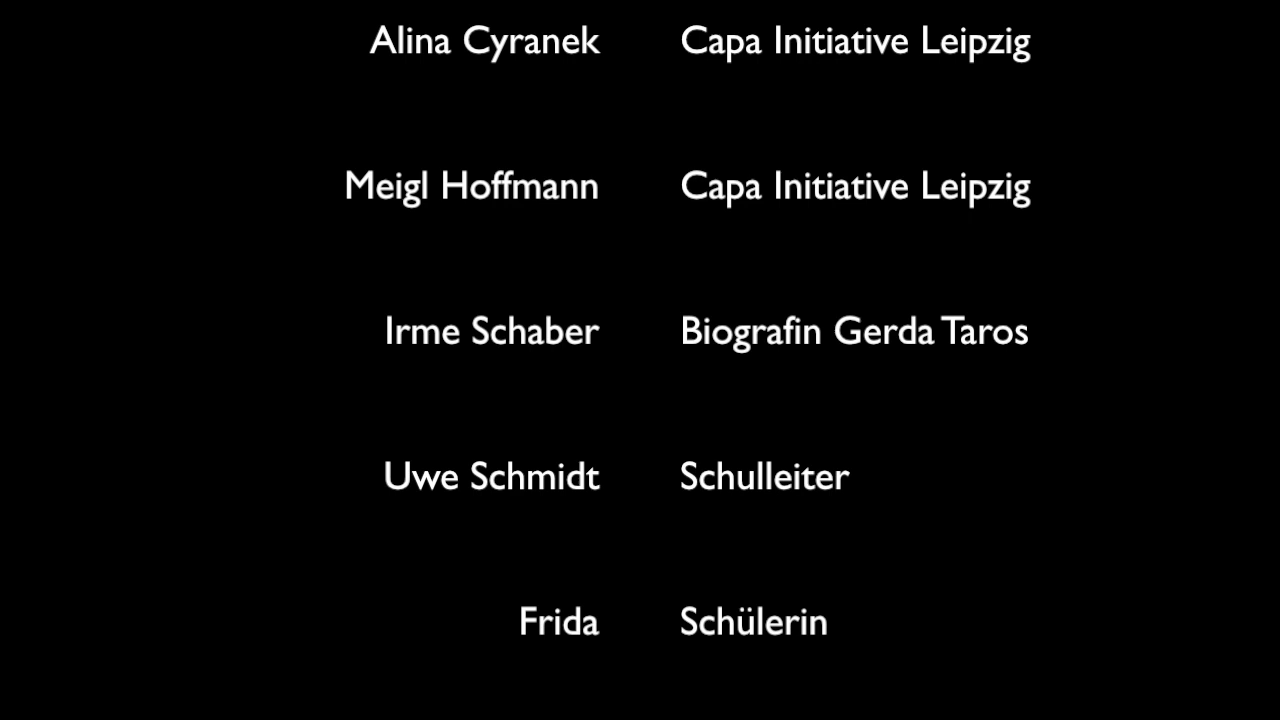 Alina Cyranek Capa Initiative Leipzig
Meigl Hoffmann Capa Initiative Leipzig
Irme Schaber Biografin Gerda Taros
Uwe Schmidt Schulleiter
Frida Schülerin